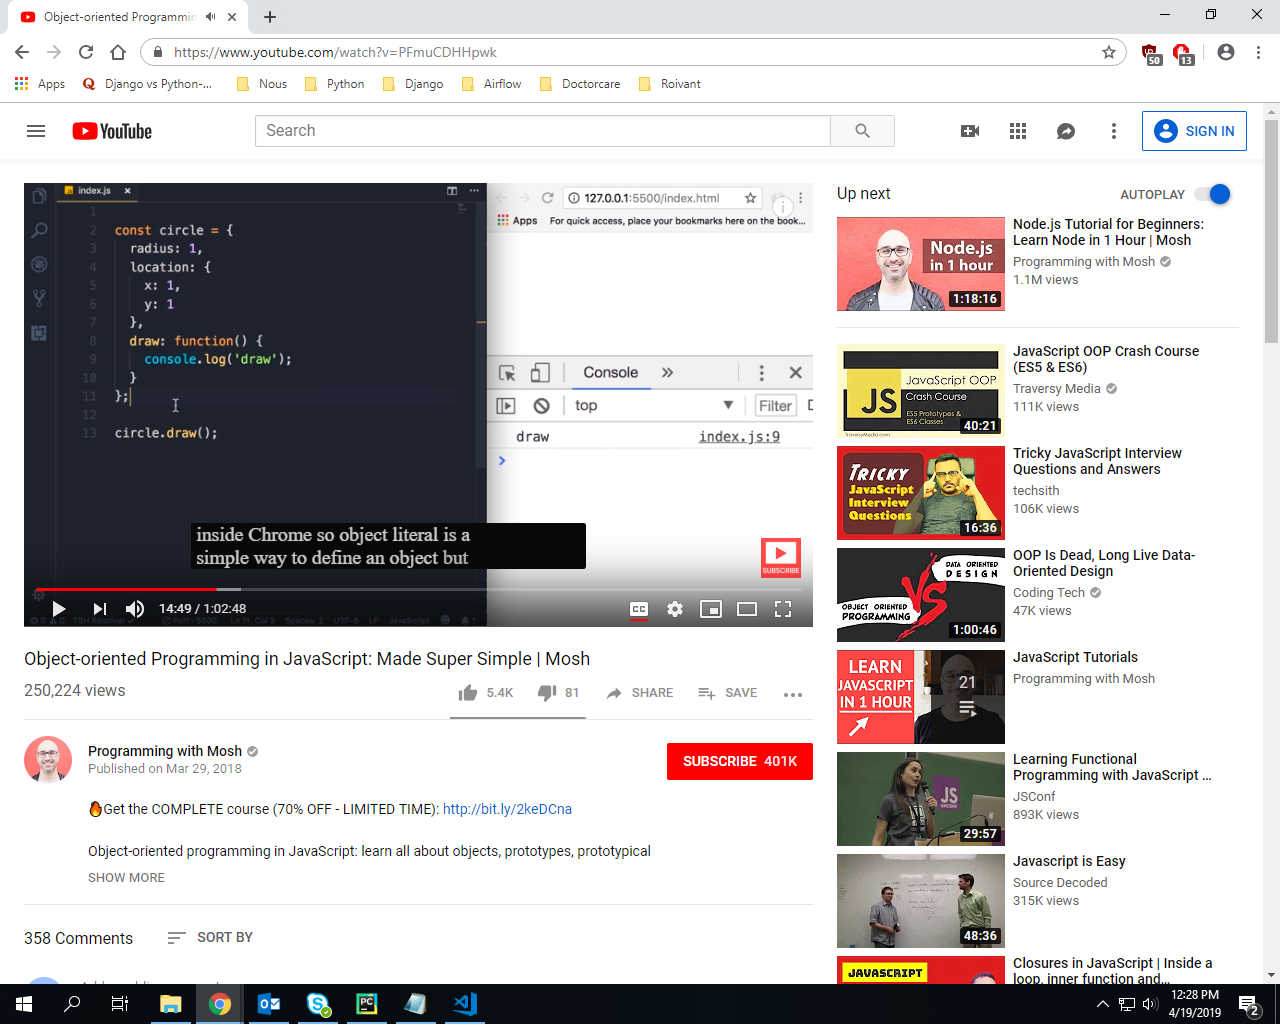 Object-oriented Programmin
https://www.youtube.com/watch?v=PFmuCDHHpwk
50
13
Apps
Django vs Python-...
Nous
Python
Django
Airflow
Doctorcare
Roivant
YouTube
Search
SIGN IN
index.js
1
2 const circle = {
3 radius: 1,
4 location: {
5 x: 1,
6 y: 1
7 },
8 draw: function() {
9 console.log('draw');
10 }
11 };
12
13 circle.draw();
127.0.0.1:5500/index.html
Apps For quick access, place your bookmarks here on the book...
Console
top
Filter
draw
index.js:9
inside Chrome so object literal is a
simple way to define an object but
SUBSCRIBE
14:49 / 1:02:48
CC
Object-oriented Programming in JavaScript: Made Super Simple | Mosh
250,224 views
5.4K
81
SHARE
SAVE
Programming with Mosh
Published on Mar 29, 2018
SUBSCRIBE 401K
Get the COMPLETE course (70% OFF - LIMITED TIME): http://bit.ly/2keDCna
Object-oriented programming in JavaScript: learn all about objects, prototypes, prototypical
SHOW MORE
358 Comments
SORT BY
Up next
AUTOPLAY
Node.js
in 1 hour
1:18:16
Node.js Tutorial for Beginners:
Learn Node in 1 Hour | Mosh
Programming with Mosh
1.1M views
JS
JavaScript OOP
Crash Course
ES5 Prototypes &
ES6 Classes
TraversyMedia.com
40:21
JavaScript OOP Crash Course
(ES5 & ES6)
Traversy Media
111K views
TRICKY
JavaScript
Interview
Questions
16:36
Tricky JavaScript Interview
Questions and Answers
techsith
106K views
DATA ORIENTED
DESIGN
VS
OBJECT ORIENTED
PROGRAMMING
1:00:46
OOP Is Dead, Long Live Data-
Oriented Design
Coding Tech
47K views
LEARN
JAVASCRIPT
IN 1 HOUR
21
JavaScript Tutorials
Programming with Mosh
JS
29:57
Learning Functional
Programming with JavaScript ...
JSConf
893K views
48:36
Javascript is Easy
Source Decoded
315K views
JAVASCRIPT
Closures in JavaScript | Inside a
loop, inner function and
12:28 PM
4/19/2019
2